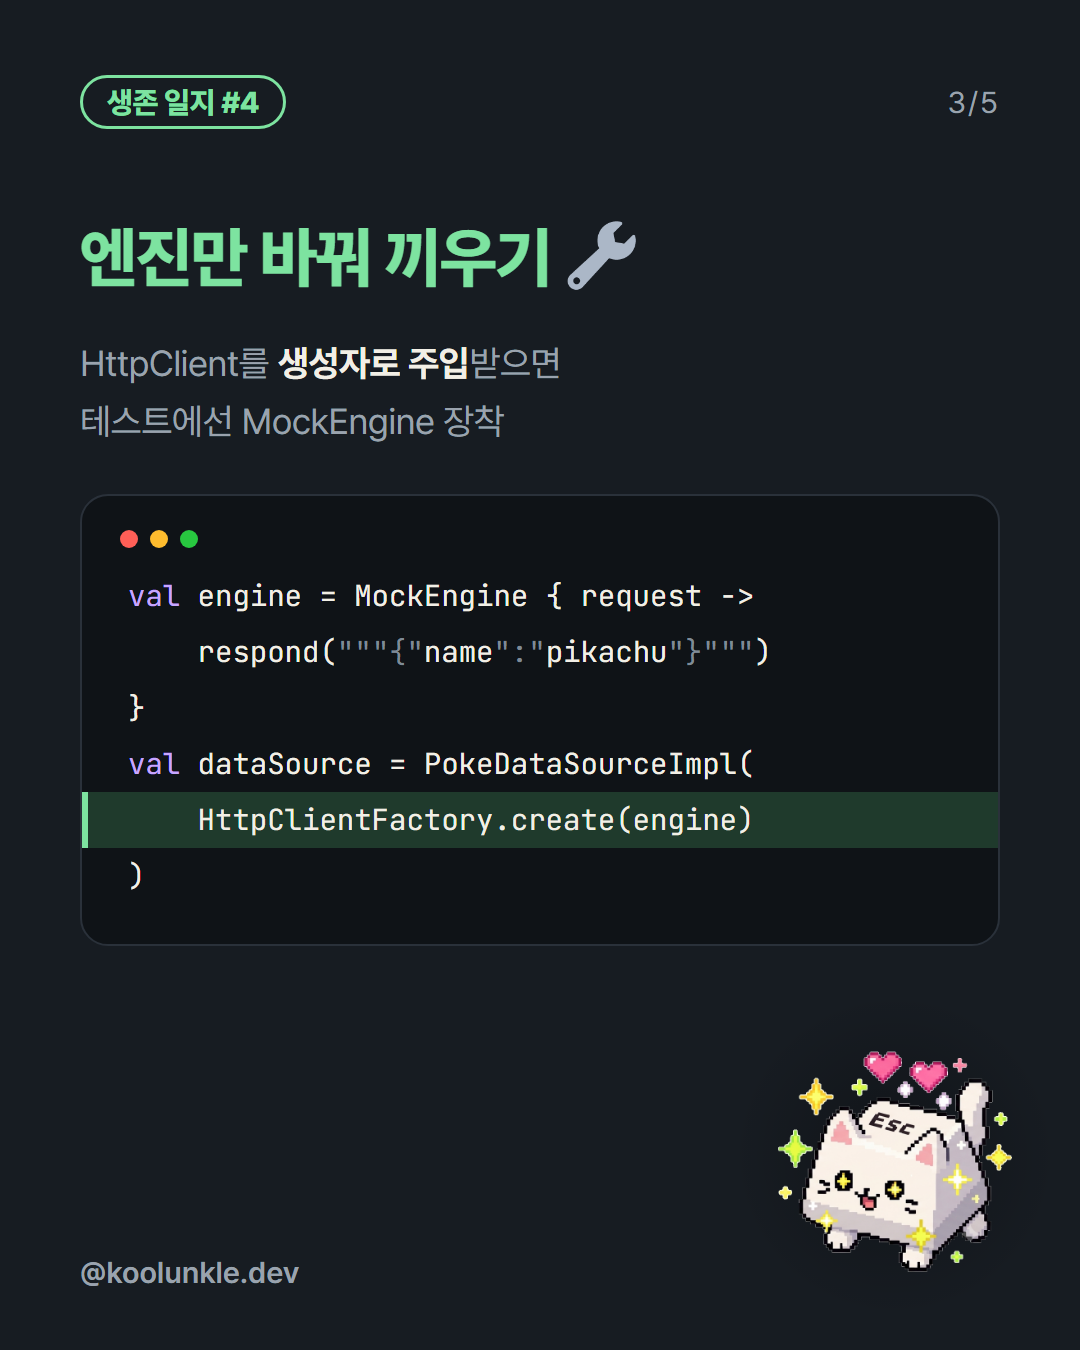 생존 일지 #4
3/5
엔진만 바꿔 끼우기
HttpClient를 생성자로 주입받으면
테스트에선 MockEngine 장착
val engine = MockEngine { request ->
    respond("""{"name":"pikachu"}""")
}
val dataSource = PokeDataSourceImpl(
    HttpClientFactory.create(engine)
)
Esc
@koolunkle.dev